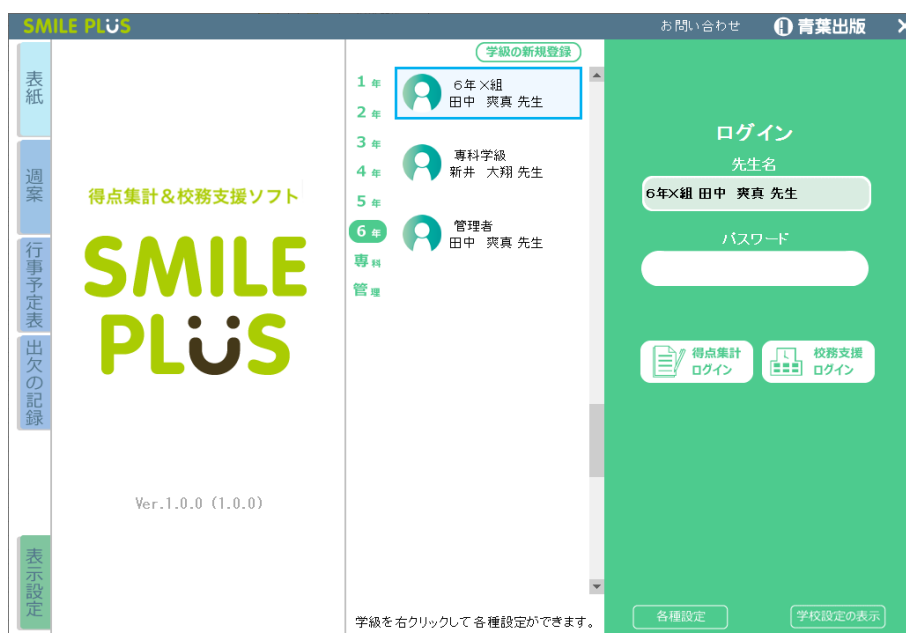 SMILE PLUS
お問い合わせ
青葉出版
表紙
週案
行事予定表
出欠の記録
表示設定
得点集計&校務支援ソフト
SMILE
PLUS
Ver.1.0.0 (1.0.0)
学級の新規登録
1年
2年
3年
4年
5年
6年
専科
管理
6年×組
田中 爽真 先生
専科学級
新井 大翔 先生
管理者
田中 爽真 先生
学級を右クリックして各種設定ができます。
ログイン
先生名
6年×組 田中 爽真 先生
パスワード
得点集計
ログイン
校務支援
ログイン
各種設定
学校設定の表示